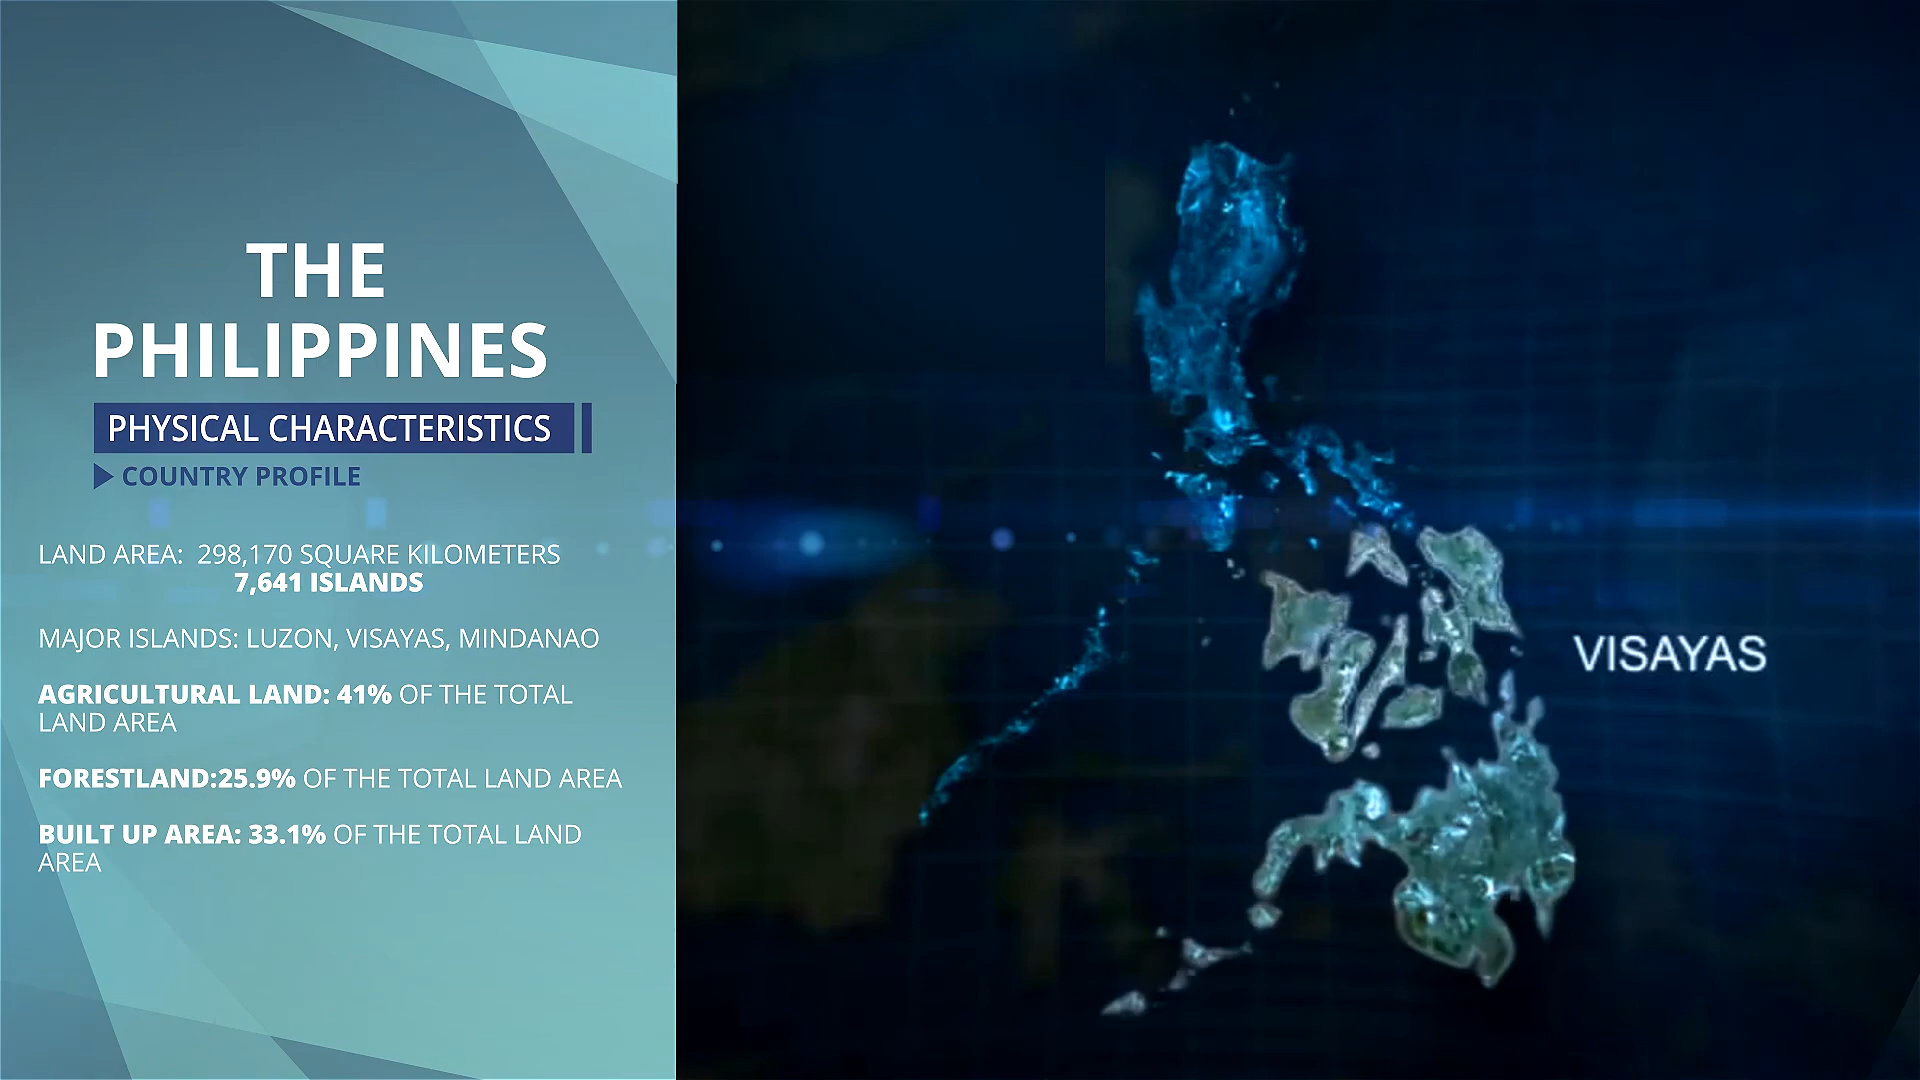 THE
PHILIPPINES
PHYSICAL CHARACTERISTICS
COUNTRY PROFILE
LAND AREA: 298,170 SQUARE KILOMETERS
7,641 ISLANDS
MAJOR ISLANDS: LUZON, VISAYAS, MINDANAO
AGRICULTURAL LAND: 41% OF THE TOTAL
LAND AREA
FORESTLAND:25.9% OF THE TOTAL LAND AREA
BUILT UP AREA: 33.1% OF THE TOTAL LAND
AREA
VISAYAS